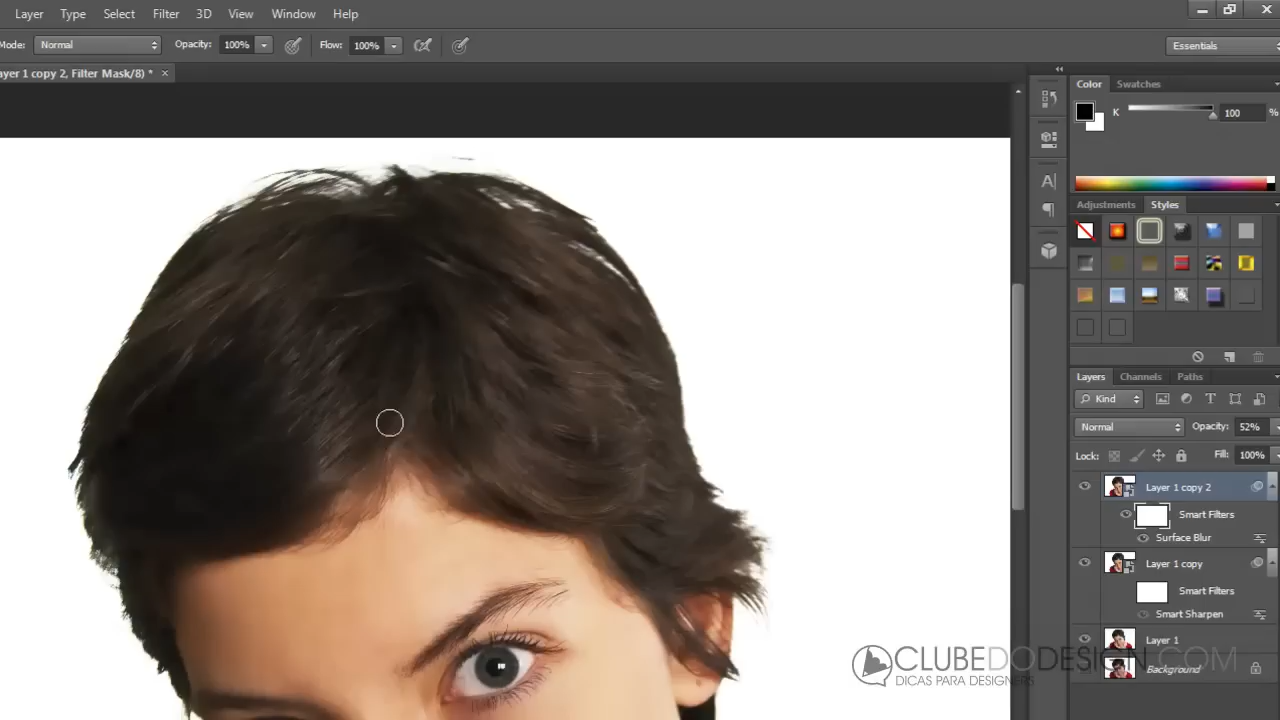 Layer Type Select Filter 3D View Window Help
Mode: Normal Opacity: 100% Flow: 100% Essentials
ayer 1 copy 2, Filter Mask/8) * ×
Color Swatches
K 100 %
Adjustments Styles
Layers Channels Paths
Kind
Normal Opacity: 52%
Lock: Fill: 100%
Layer 1 copy 2
Smart Filters
Surface Blur
Layer 1 copy
Smart Filters
Smart Sharpen
Layer 1
Background
CLUBEDODESIGN.COM
DICAS PARA DESIGNERS